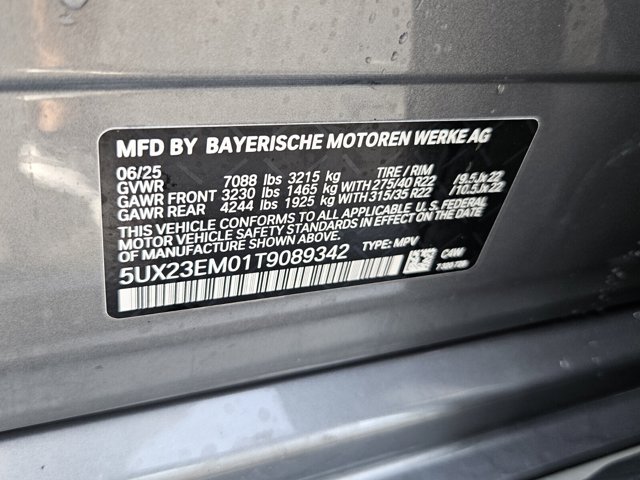 MFD BY BAYERISCHE MOTOREN WERKE AG
06/25 TIRE / RIM
GVWR 7088 lbs 3215 kg
GAWR FRONT 3230 lbs 1465 kg WITH 275/40 R22 / 9.5Jx22
GAWR REAR 4244 lbs 1925 kg WITH 315/35 R22 / 10.5Jx22
THIS VEHICLE CONFORMS TO ALL APPLICABLE U.S. FEDERAL
MOTOR VEHICLE SAFETY STANDARDS IN EFFECT ON THE DATE
OF MANUFACTURE SHOWN ABOVE.
5UX23EM01T9089342 TYPE: MPV
C4W